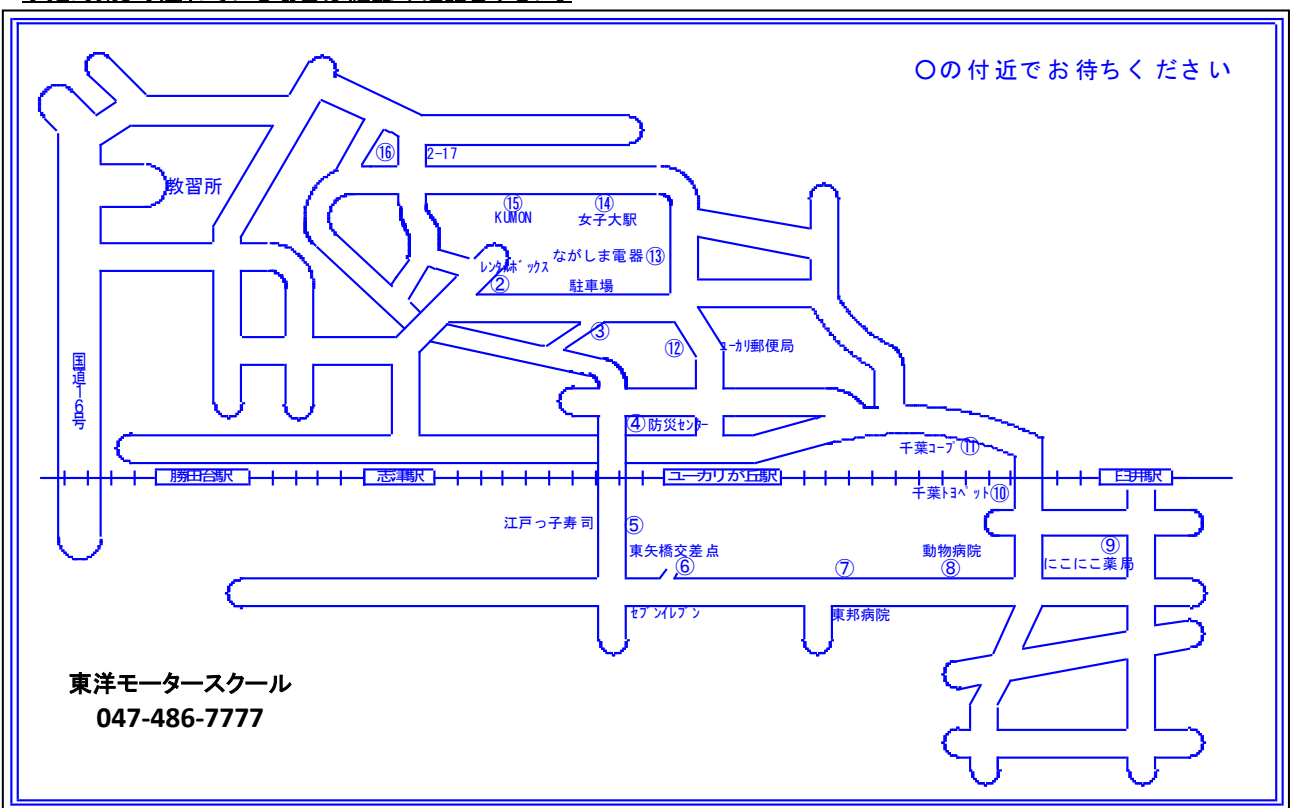 〇の付近でお待ちください
⑯
2-17
教習所
⑮
KUMON
⑭
女子大駅
ながしま電器⑬
レンタルボックス
②
駐車場
③
⑫
ユーカリ郵便局
国道16号
④防災センター
千葉コープ⑪
勝田台駅
志津駅
ユーカリが丘駅
臼井駅
千葉トヨペット⑩
江戸っ子寿司
⑤
東矢橋交差点
⑥
⑦
動物病院
⑧
⑨
にこにこ薬局
セブンイレブン
東邦病院
東洋モータースクール
047-486-7777